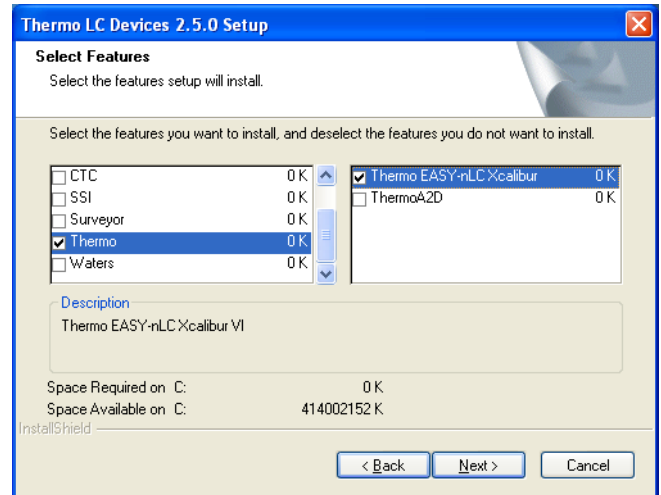 Thermo LC Devices 2.5.0 Setup
Select Features
Select the features setup will install.
Select the features you want to install, and deselect the features you do not want to install.
CTC 0 K
SSI 0 K
Surveyor 0 K
Thermo 0 K
Waters 0 K
Thermo EASY-nLC Xcalibur 0 K
ThermoA2D 0 K
Description
Thermo EASY-nLC Xcalibur VI
Space Required on C: 0 K
Space Available on C: 414002152 K
InstallShield
< Back
Next >
Cancel